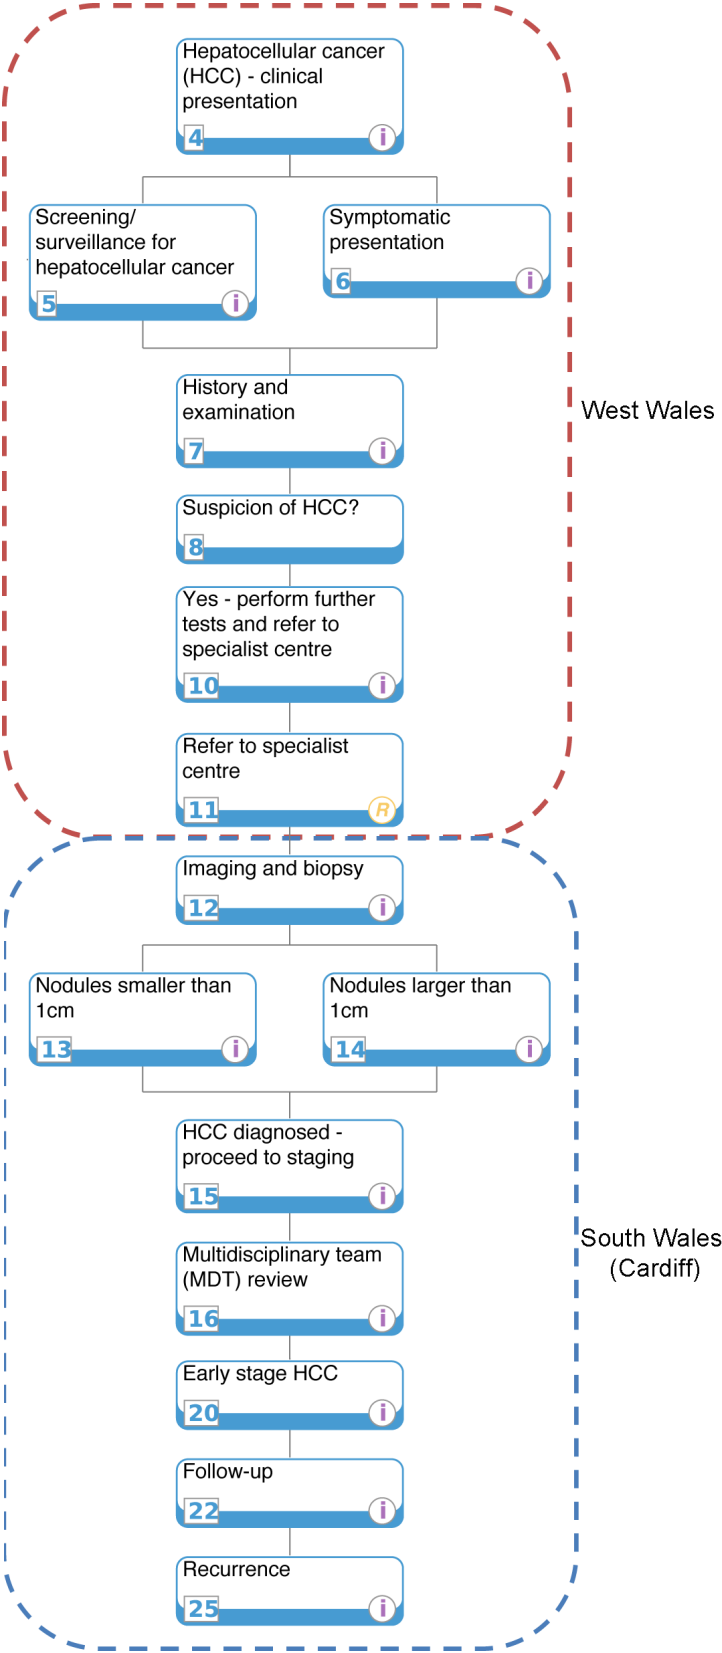 Hepatocellular cancer
(HCC) - clinical
presentation
4
i
Screening/
surveillance for
hepatocellular cancer
5
i
Symptomatic
presentation
6
i
History and
examination
7
i
West Wales
Suspicion of HCC?
8
Yes - perform further
tests and refer to
specialist centre
10
i
Refer to specialist
centre
11
R
Imaging and biopsy
12
i
Nodules smaller than
1cm
13
i
Nodules larger than
1cm
14
i
HCC diagnosed -
proceed to staging
15
i
South Wales
(Cardiff)
Multidisciplinary team
(MDT) review
16
i
Early stage HCC
20
i
Follow-up
22
i
Recurrence
25
i